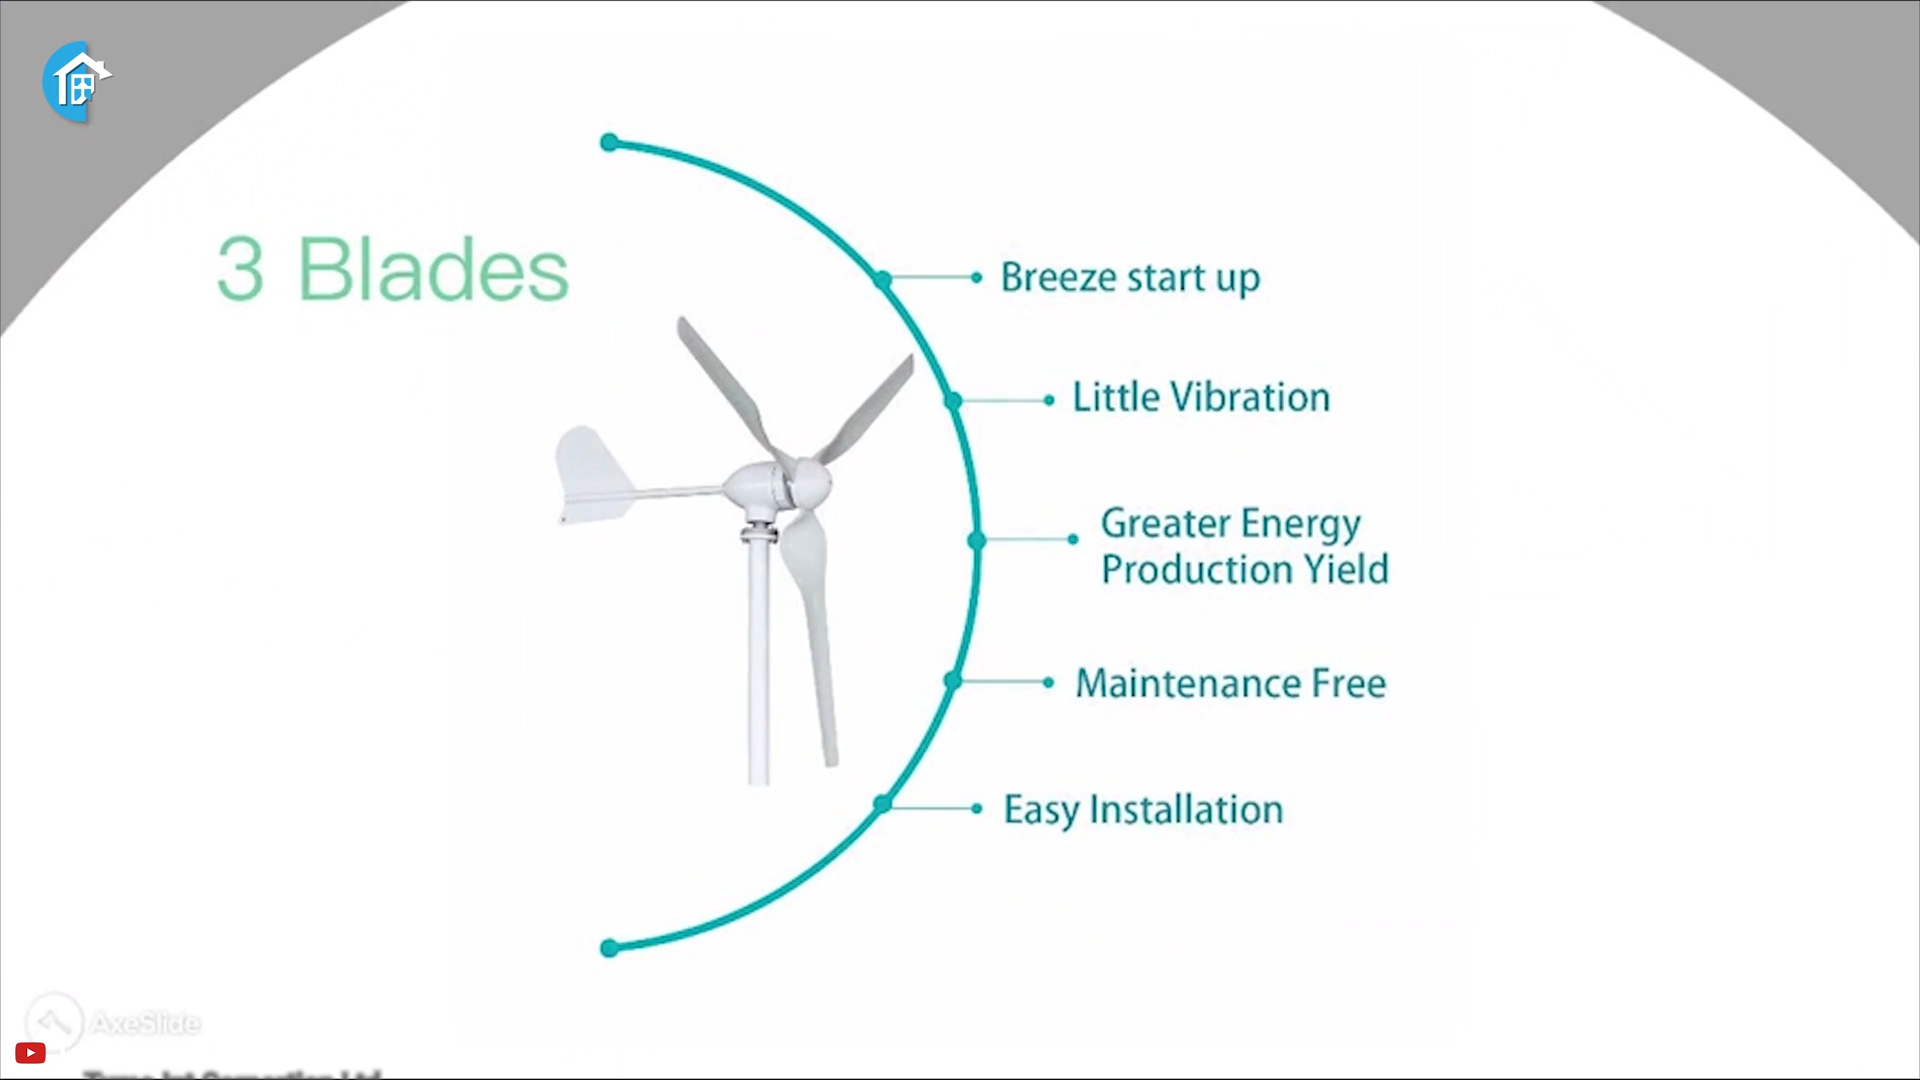 3 Blades
Breeze start up
Little Vibration
Greater Energy
Production Yield
Maintenance Free
Easy Installation
AxeSlide